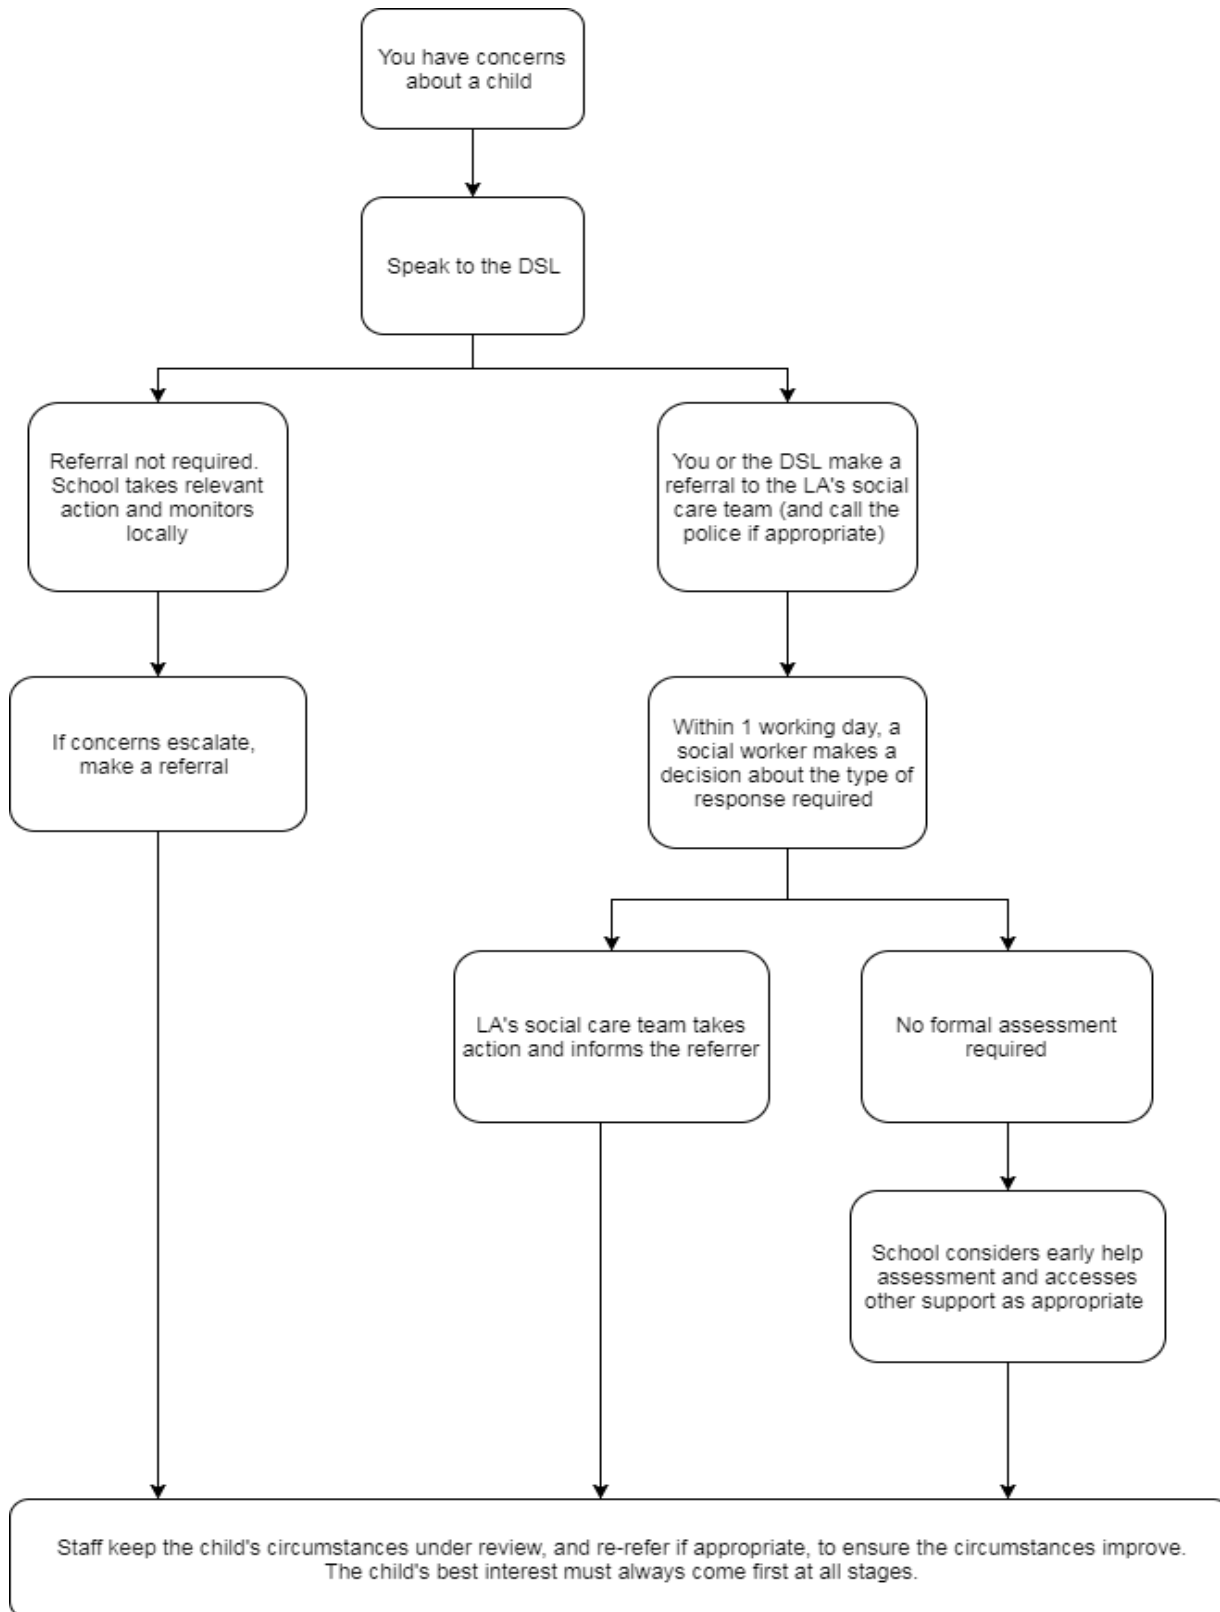 You have concerns
about a child
Speak to the DSL
Referral not required.
School takes relevant
action and monitors
locally
You or the DSL make a
referral to the LA's social
care team (and call the
police if appropriate)
If concerns escalate,
make a referral
Within 1 working day, a
social worker makes a
decision about the type of
response required
LA's social care team takes
action and informs the referrer
No formal assessment
required
School considers early help
assessment and accesses
other support as appropriate
Staff keep the child's circumstances under review, and re-refer if appropriate, to ensure the circumstances improve.
The child's best interest must always come first at all stages.